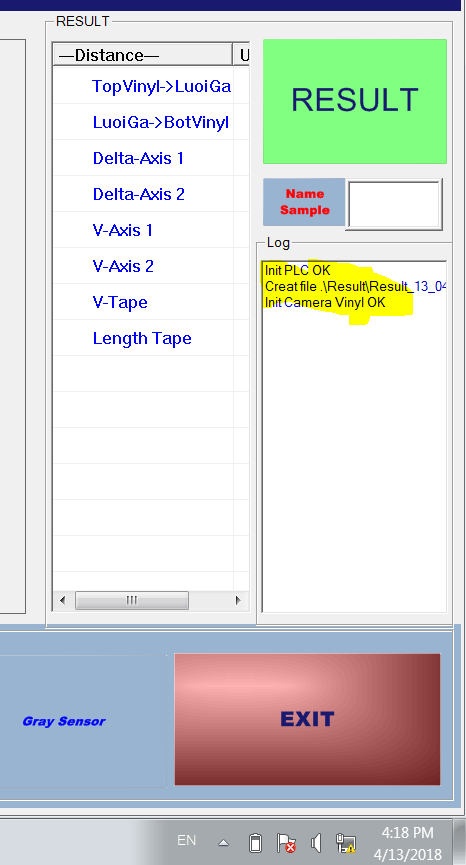 RESULT
—Distance—
U
TopVinyl->LuoiGa
LuoiGa->BotVinyl
Delta-Axis 1
Delta-Axis 2
V-Axis 1
V-Axis 2
V-Tape
Length Tape
RESULT
Name
Sample
Log
Init PLC OK
Creat file .\Result\Result_13_04
Init Camera Vinyl OK
Gray Sensor
EXIT
EN
4:18 PM
4/13/2018